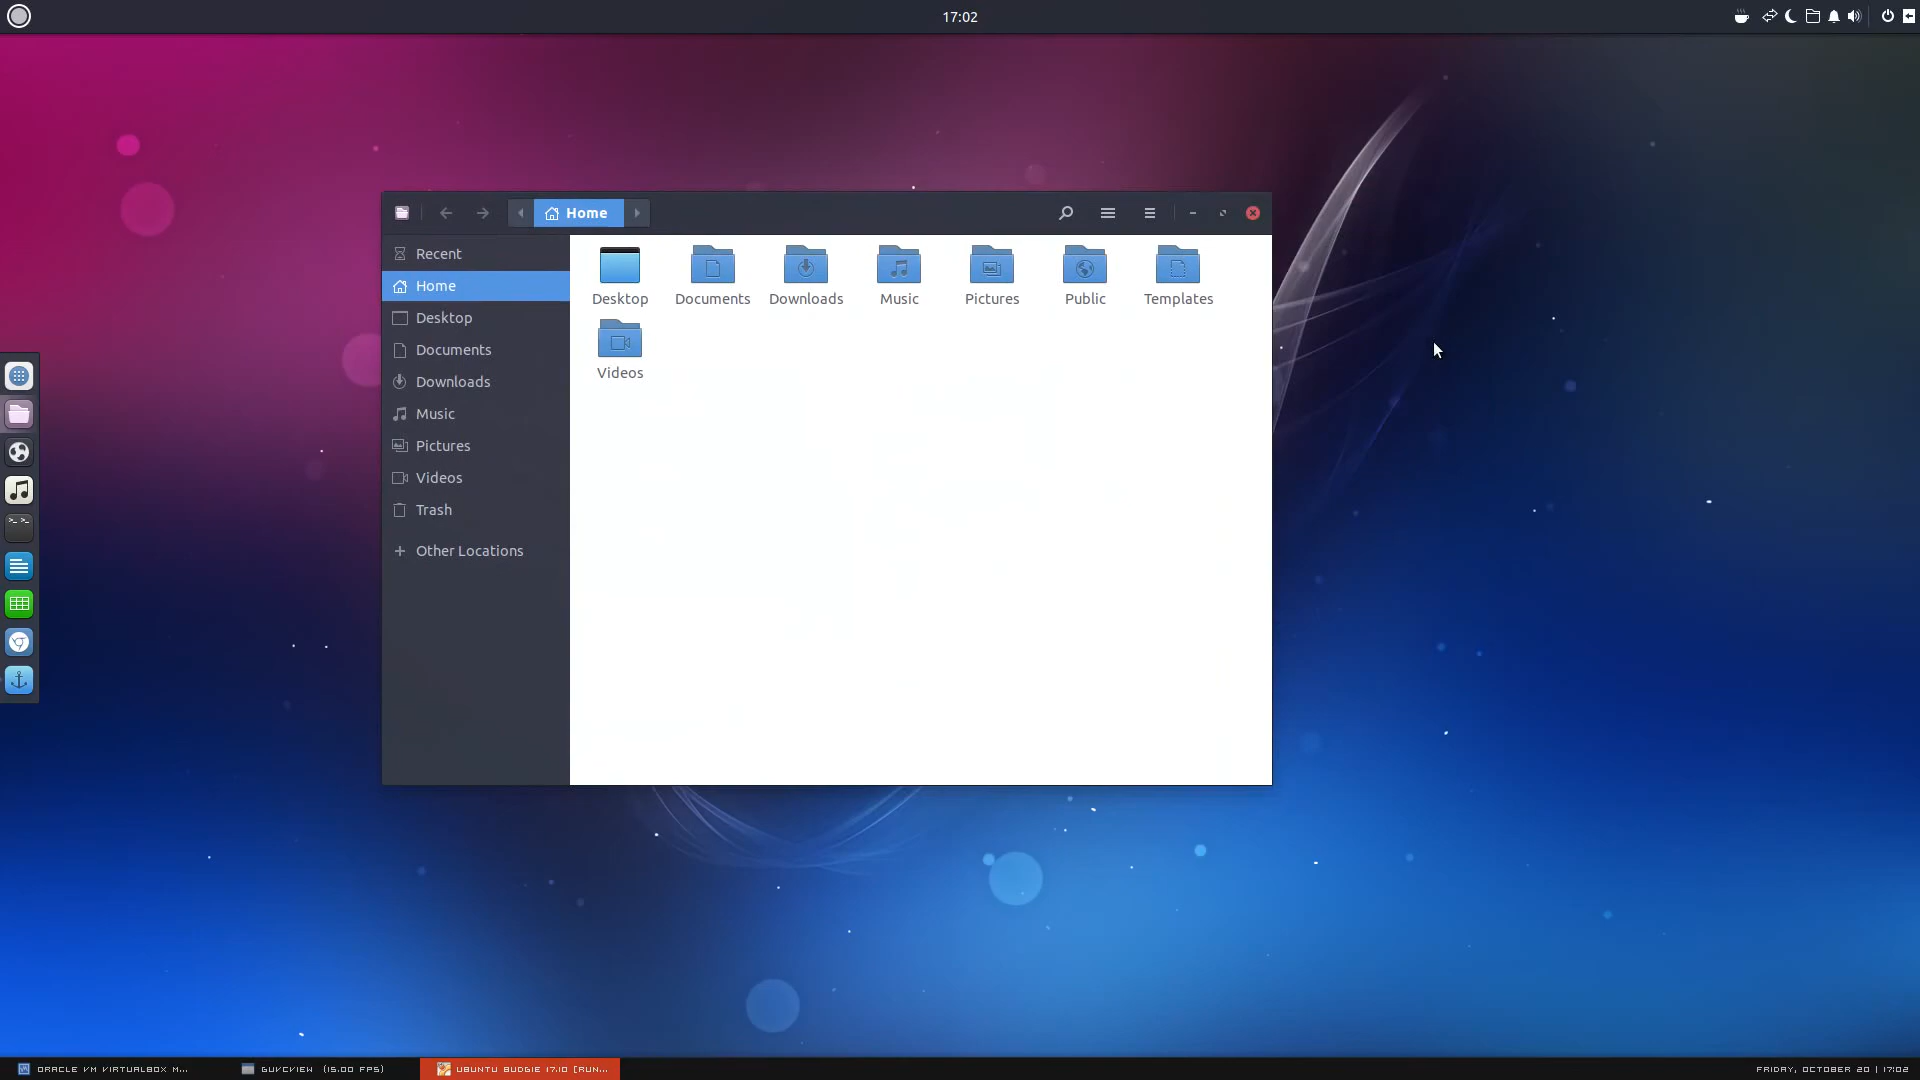 17:02
Home
Recent
Home
Desktop
Documents
Downloads
Music
Pictures
Videos
Trash
Other Locations
Desktop
Documents
Downloads
Music
Pictures
Public
Templates
Videos
ORACLE VM VIRTUALBOX M...
GUVCVIEW (15.00 FPS)
UBUNTU BUDGIE 17.10 [RUN...
FRIDAY, OCTOBER 20 | 17:02